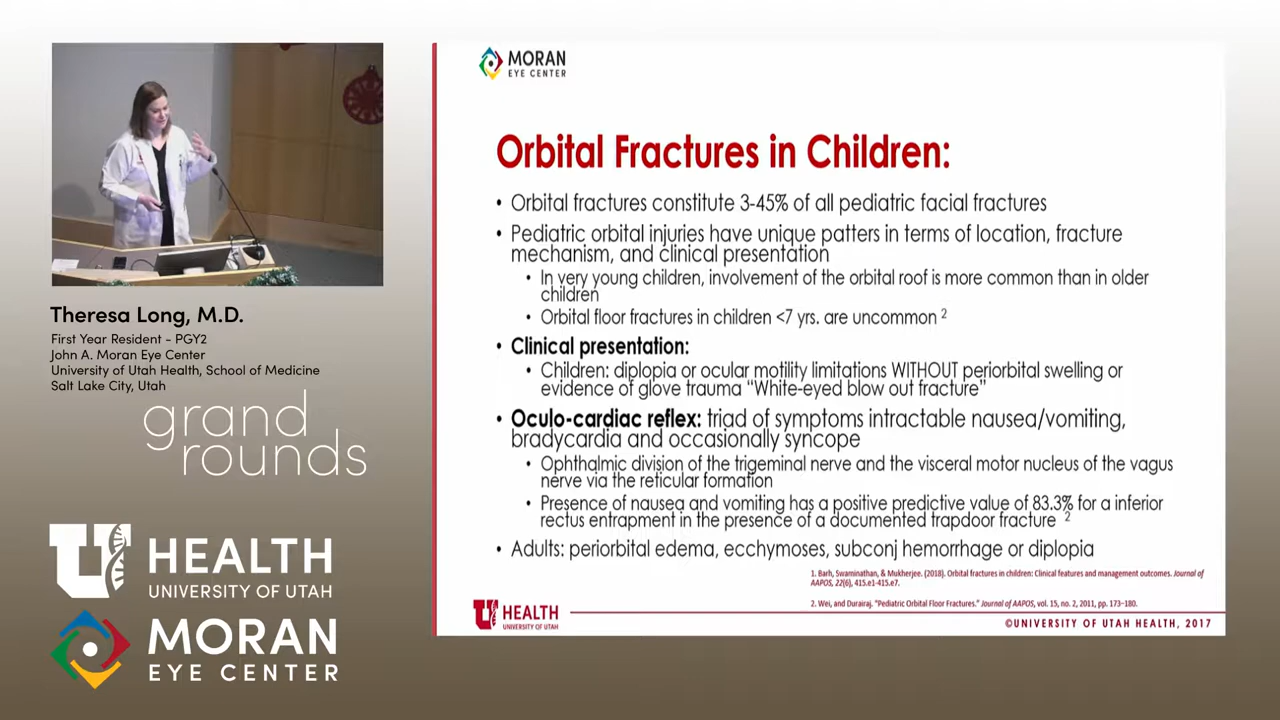 MORAN
EYE CENTER
Orbital Fractures in Children:
• Orbital fractures constitute 3-45% of all pediatric facial fractures
• Pediatric orbital injuries have unique patters in terms of location, fracture
mechanism, and clinical presentation
• In very young children, involvement of the orbital roof is more common than in older
children
• Orbital floor fractures in children <7 yrs. are uncommon 2
• Clinical presentation:
• Children: diplopia or ocular motility limitations WITHOUT periorbital swelling or
evidence of glove trauma "White-eyed blow out fracture"
• Oculo-cardiac reflex: triad of symptoms intractable nausea/vomiting,
bradycardia and occasionally syncope
• Ophthalmic division of the trigeminal nerve and the visceral motor nucleus of the vagus
nerve via the reticular formation
• Presence of nausea and vomiting has a positive predictive value of 83.3% for a inferior
rectus entrapment in the presence of a documented trapdoor fracture 2
• Adults: periorbital edema, ecchymoses, subconj hemorrhage or diplopia
1. Barh, Swaminathan, & Mukherjee. (2018). Orbital fractures in children: Clinical features and management outcomes. Journal of
AAPOS, 22(6), 415.e1-415.e7.
2. Wei, and Durairaj. "Pediatric Orbital Floor Fractures." Journal of AAPOS, vol. 15, no. 2, 2011, pp. 173–180.
U HEALTH
UNIVERSITY OF UTAH
©UNIVERSITY OF UTAH HEALTH, 2017
Theresa Long, M.D.
First Year Resident - PGY2
John A. Moran Eye Center
University of Utah Health, School of Medicine
Salt Lake City, Utah
grand
rounds
U HEALTH
UNIVERSITY OF UTAH
MORAN
EYE CENTER